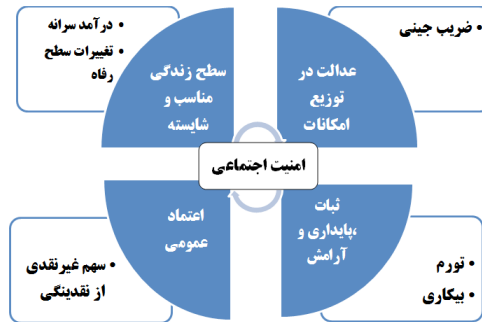 • ضریب جینی
عدالت در
توزیع
امکانات
سطح زندگی
مناسب و
شایسته
• درآمد سرانه
• تغییرات سطح
رفاه
امنیت اجتماعی
ثبات
،پایداری و
آرامش
• تورم
• بیکاری
اعتماد
عمومی
• سهم غیرنقدی
از نقدینگی